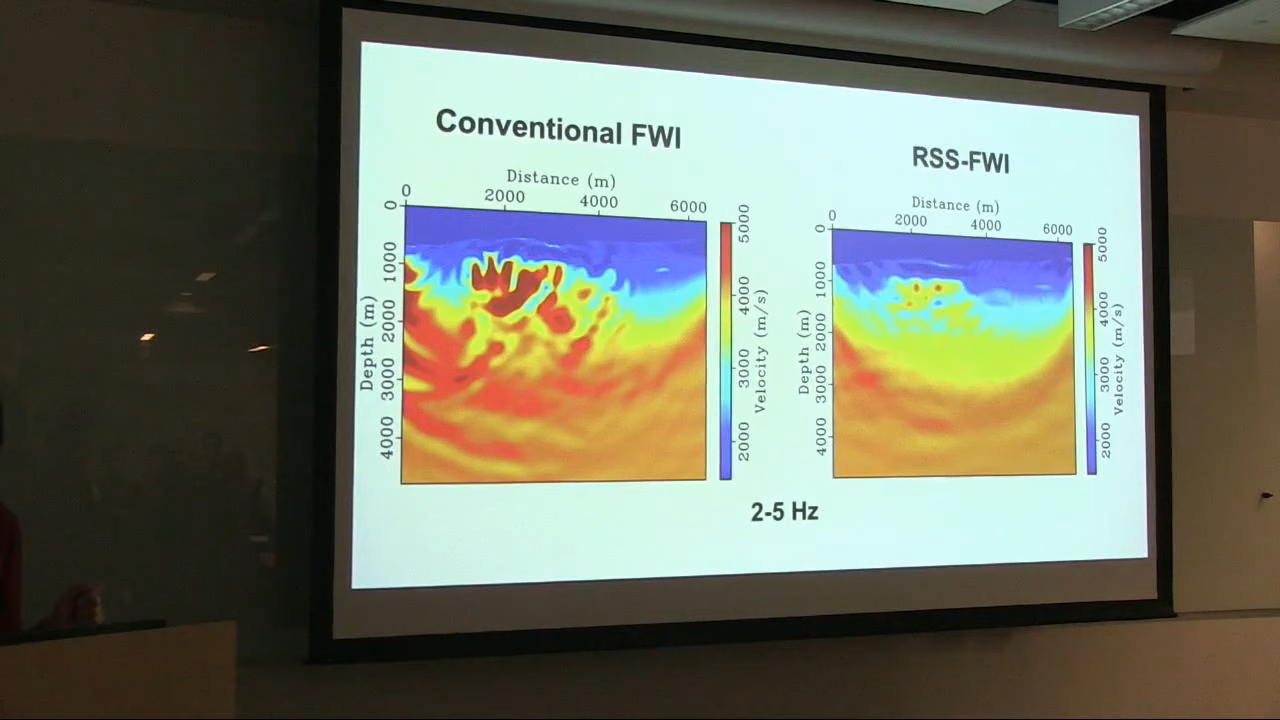 Conventional FWI
Distance (m)
0 2000 4000 6000
0 1000 2000 3000 4000
Depth (m)
5000 4000 3000 2000
Velocity (m/s)
RSS-FWI
Distance (m)
0 2000 4000 6000
0 1000 2000 3000 4000
Depth (m)
5000 4000 3000 2000
Velocity (m/s)
2-5 Hz